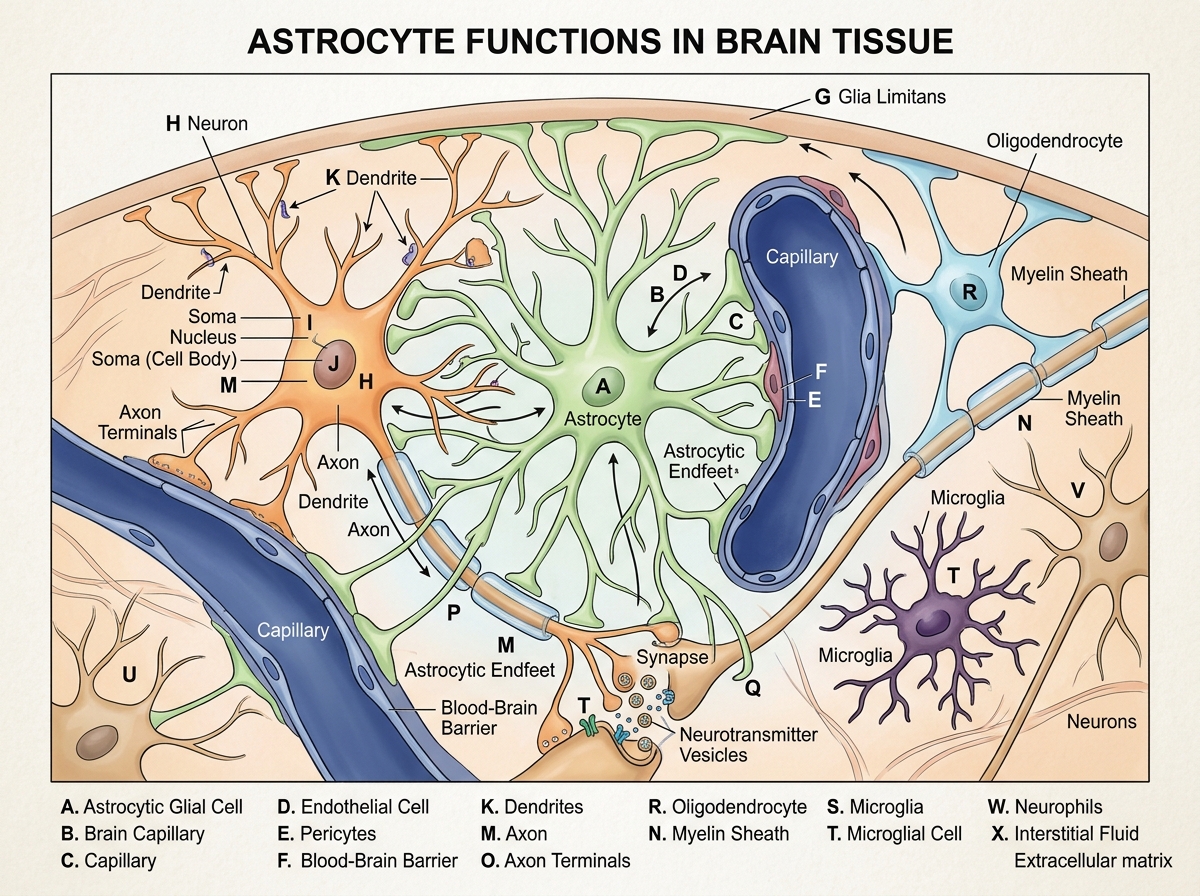 ASTROCYTE FUNCTIONS IN BRAIN TISSUE
G Glia Limitans
H Neuron
Oligodendrocyte
K Dendrite
Capillary
D
B
Myelin Sheath
R
Dendrite
Soma
I
C
Nucleus
Soma (Cell Body)
J
M
H
A
F
E
Astrocyte
Axon
Terminals
N
Myelin
Sheath
Axon
Astrocytic
Endfeet
Dendrite
Axon
Microglia
V
T
P
M
Capillary
Astrocytic Endfeet
Synapse
Microglia
U
Q
T
Blood-Brain
Barrier
Neurotransmitter
Vesicles
Neurons
A. Astrocytic Glial Cell
B. Brain Capillary
C. Capillary
D. Endothelial Cell
E. Pericytes
F. Blood-Brain Barrier
K. Dendrites
M. Axon
O. Axon Terminals
R. Oligodendrocyte
N. Myelin Sheath
S. Microglia
T. Microglial Cell
W. Neurophils
X. Interstitial Fluid
Extracellular matrix